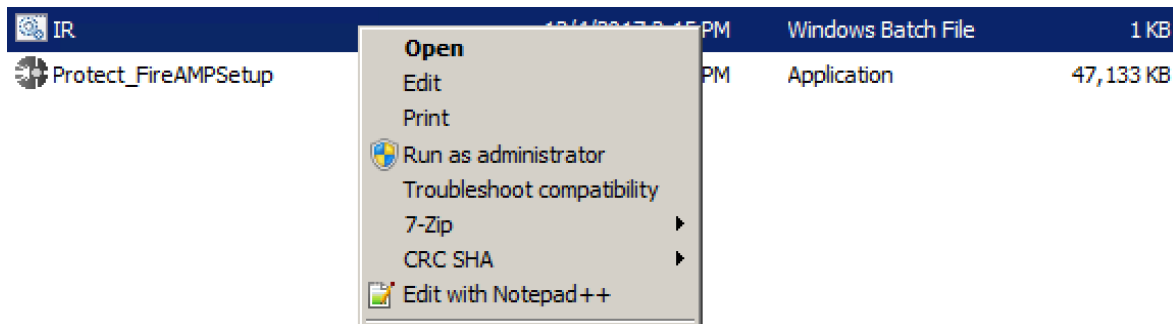 IR PM Windows Batch File 1 KB
Open
Protect_FireAMPSetup PM Application 47,133 KB
Edit
Print
Run as administrator
Troubleshoot compatibility
7-Zip
CRC SHA
Edit with Notepad++